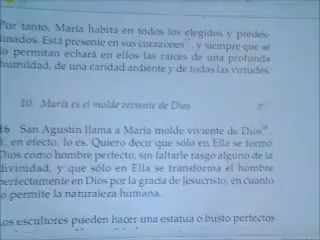 Por tanto, María habita en todos los elegidos y predes-
tinados. Está presente en sus corazones, y siempre que se
lo permitan echará en ellos las raíces de una profunda
humildad, de una caridad ardiente y de todas las virtudes.
10. María es el molde viviente de Dios
16 San Agustín llama a María molde viviente de Dios
Y, en efecto, lo es. Quiero decir que sólo en Ella se formó
Dios como hombre perfecto, sin faltarle rasgo alguno de la
divinidad, y que sólo en Ella se transforma el hombre
perfectamente en Dios por la gracia de Jesucristo, en cuanto
lo permite la naturaleza humana.
Los escultores pueden hacer una estatua o busto perfectos